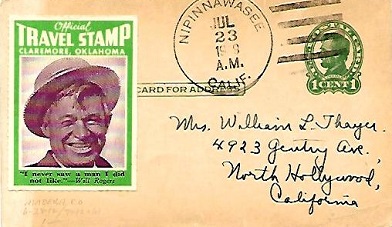 Official
TRAVEL STAMP
CLAREMORE, OKLAHOMA
"I never saw a man I did
not like."—Will Rogers
NIPINNAWASEE
JUL
23
A.M.
CALIF.
CARD FOR ADDRESS
1 CENT 1
Mrs. William L. Thayer
4923 Gentry Ave.
North Hollywood,
California